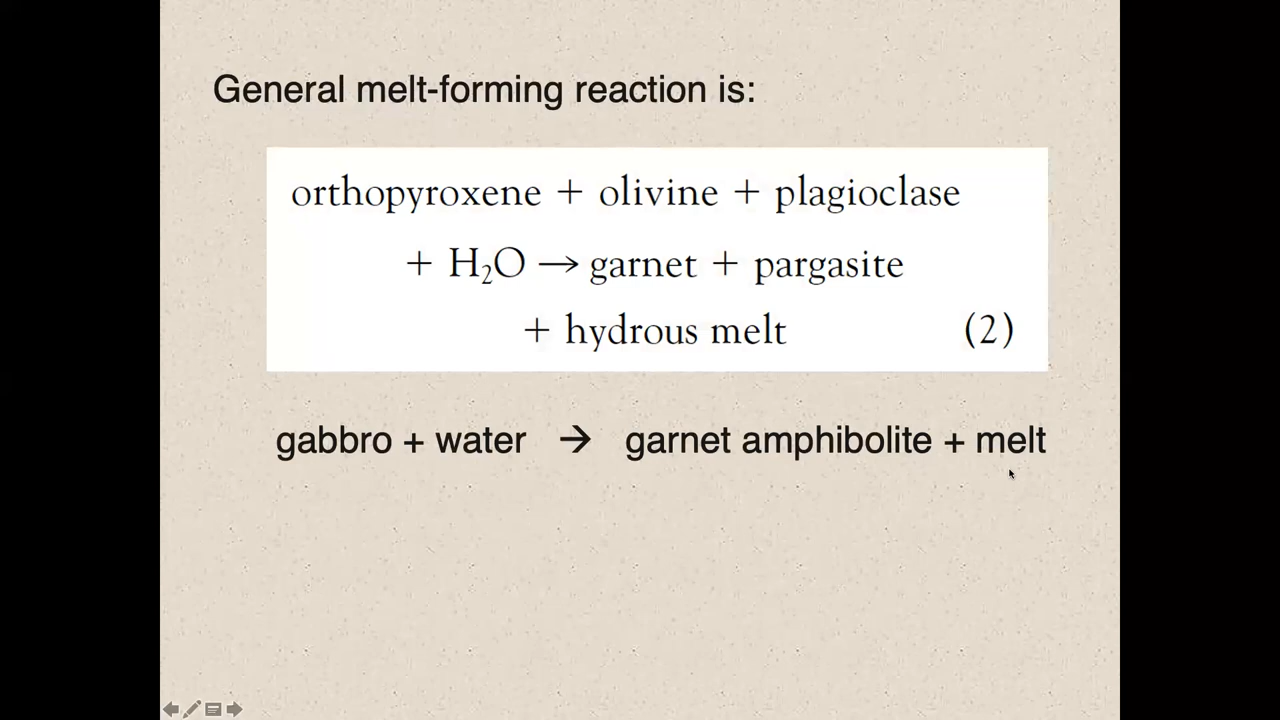 General melt-forming reaction is:
orthopyroxene + olivine + plagioclase
+ H₂O → garnet + pargasite
+ hydrous melt (2)
gabbro + water → garnet amphibolite + melt